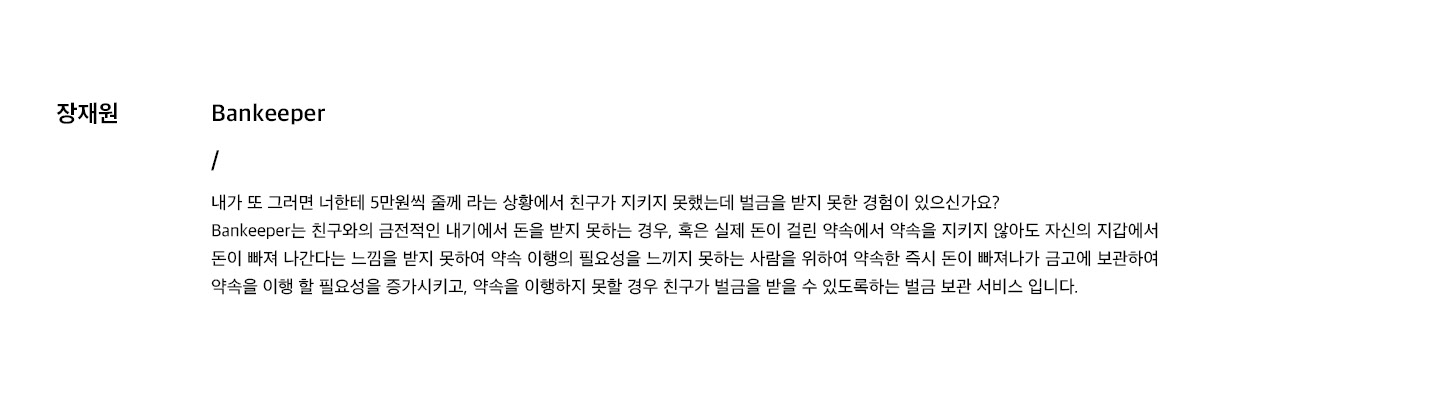 장재원
Bankeeper
/
내가 또 그러면 너한테 5만원씩 줄께 라는 상황에서 친구가 지키지 못했는데 벌금을 받지 못한 경험이 있으신가요?
Bankeeper는 친구와의 금전적인 내기에서 돈을 받지 못하는 경우, 혹은 실제 돈이 걸린 약속에서 약속을 지키지 않아도 자신의 지갑에서
돈이 빠져 나간다는 느낌을 받지 못하여 약속 이행의 필요성을 느끼지 못하는 사람을 위하여 약속한 즉시 돈이 빠져나가 금고에 보관하여
약속을 이행 할 필요성을 증가시키고, 약속을 이행하지 못할 경우 친구가 벌금을 받을 수 있도록하는 벌금 보관 서비스 입니다.